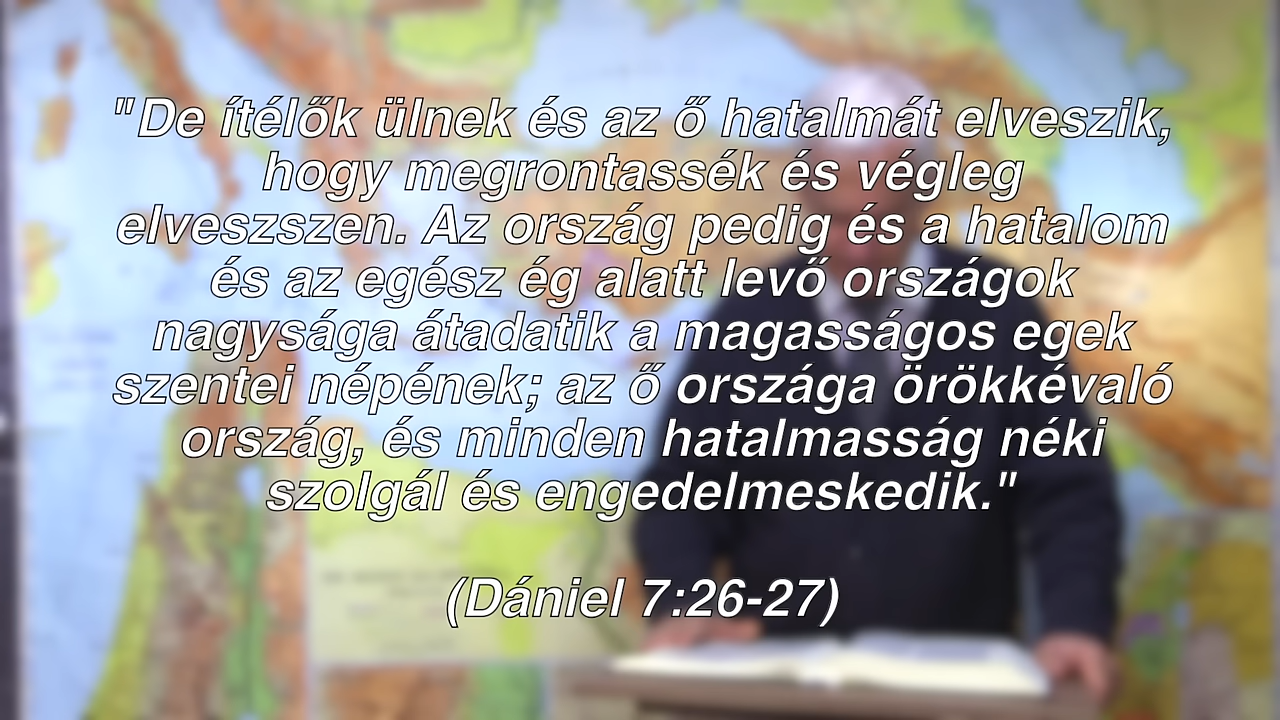 "De ítélők ülnek és az ő hatalmát elveszik,
hogy megrontassék és végleg
elveszszen. Az ország pedig és a hatalom
és az egész ég alatt levő országok
nagysága átadatik a magasságos egek
szentei népének; az ő országa örökkévaló
ország, és minden hatalmasság néki
szolgál és engedelmeskedik."
(Dániel 7:26-27)